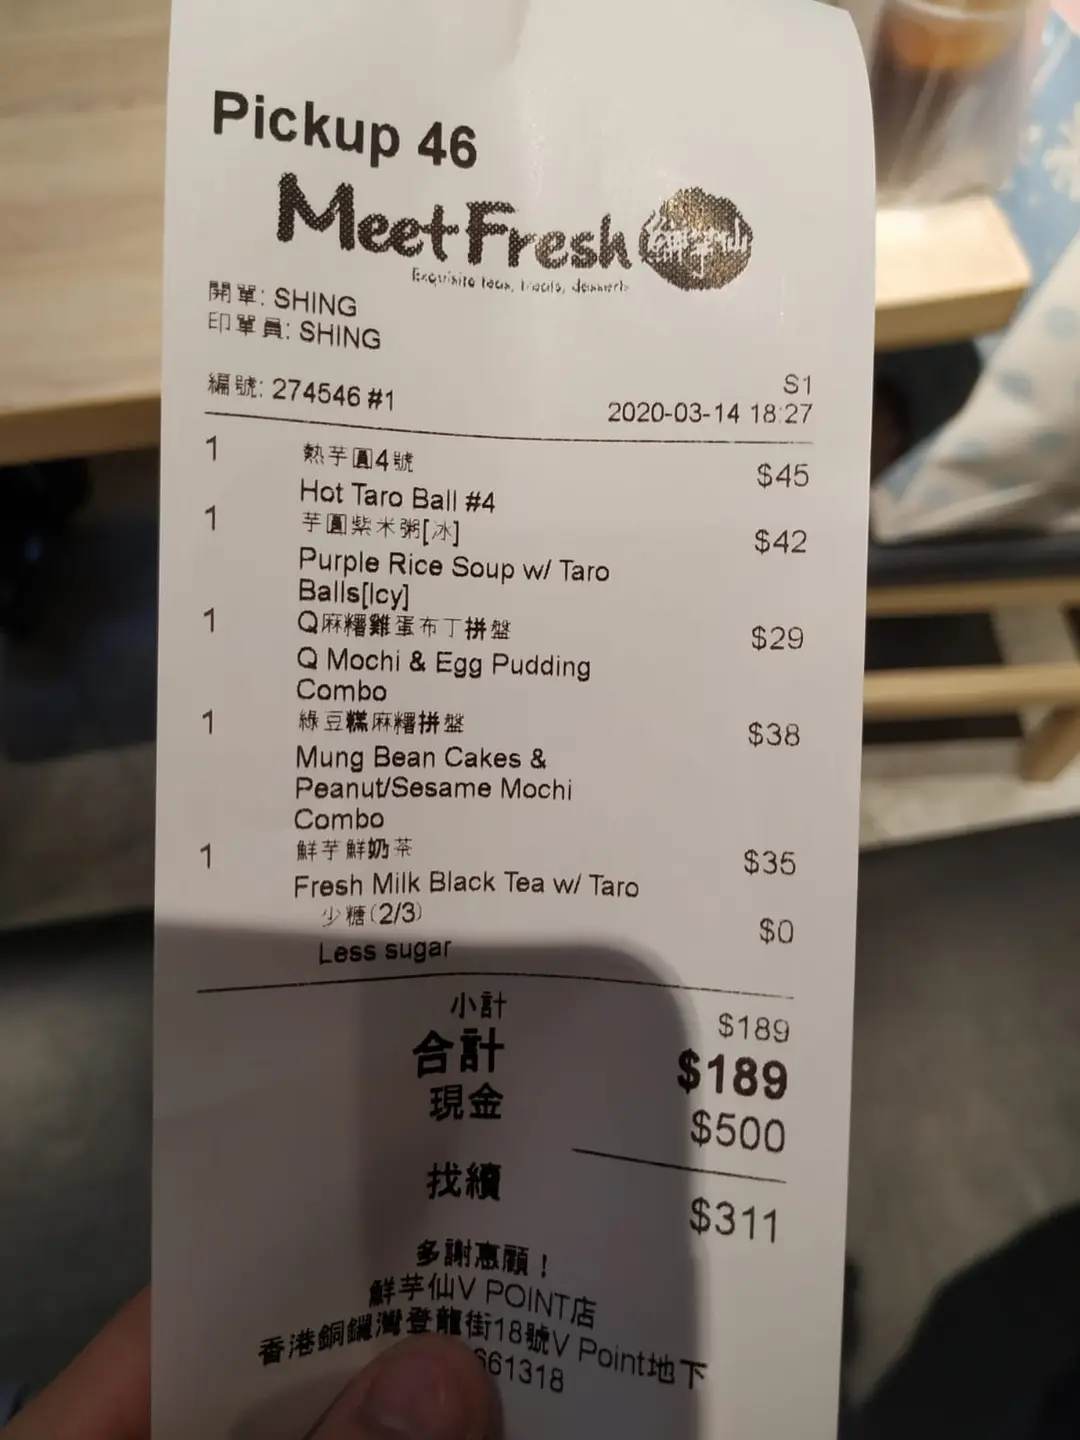 Pickup 46
Meet Fresh 鮮芋仙
開單: SHING
印單員: SHING
S1
編號: 274546 #1 2020-03-14 18:27
1 熱芋圓4號 $45
Hot Taro Ball #4
1 芋圓紫米粥[冰] $42
Purple Rice Soup w/ Taro
Balls[Icy]
1 Q麻糬雞蛋布丁拼盤 $29
Q Mochi & Egg Pudding
Combo
1 綠豆糕麻糬拼盤 $38
Mung Bean Cakes &
Peanut/Sesame Mochi
Combo
1 鮮芋鮮奶茶 $35
Fresh Milk Black Tea w/ Taro
少糖(2/3) $0
Less sugar
小計 $189
合計 $189
現金 $500
找續 $311
多謝惠顧！
鮮芋仙V POINT店
香港銅鑼灣登龍街18號V Point地下
661318